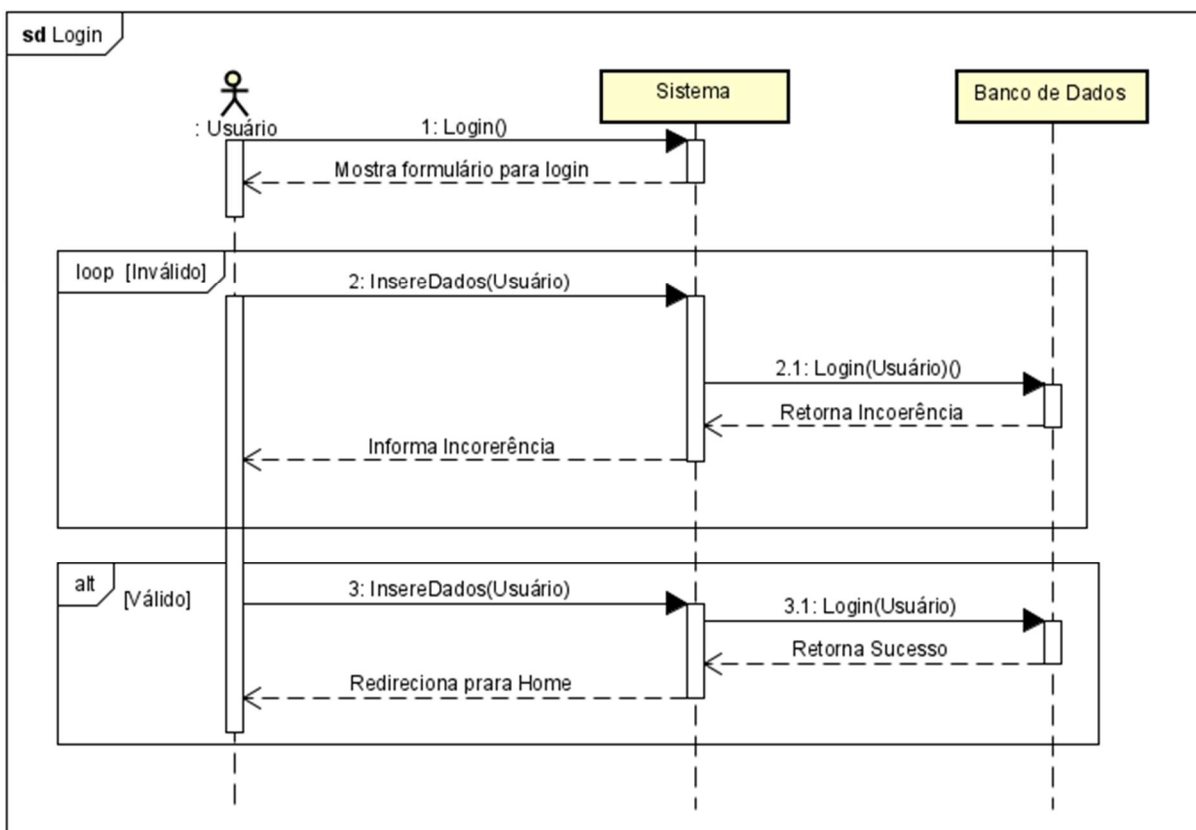 sd Login
: Usuário
Sistema
Banco de Dados
1: Login()
Mostra formulário para login
loop [Inválido]
2: InsereDados(Usuário)
2.1: Login(Usuário)()
Retorna Incoerência
Informa Incorerência
alt
[Válido]
3: InsereDados(Usuário)
3.1: Login(Usuário)
Retorna Sucesso
Redireciona prara Home